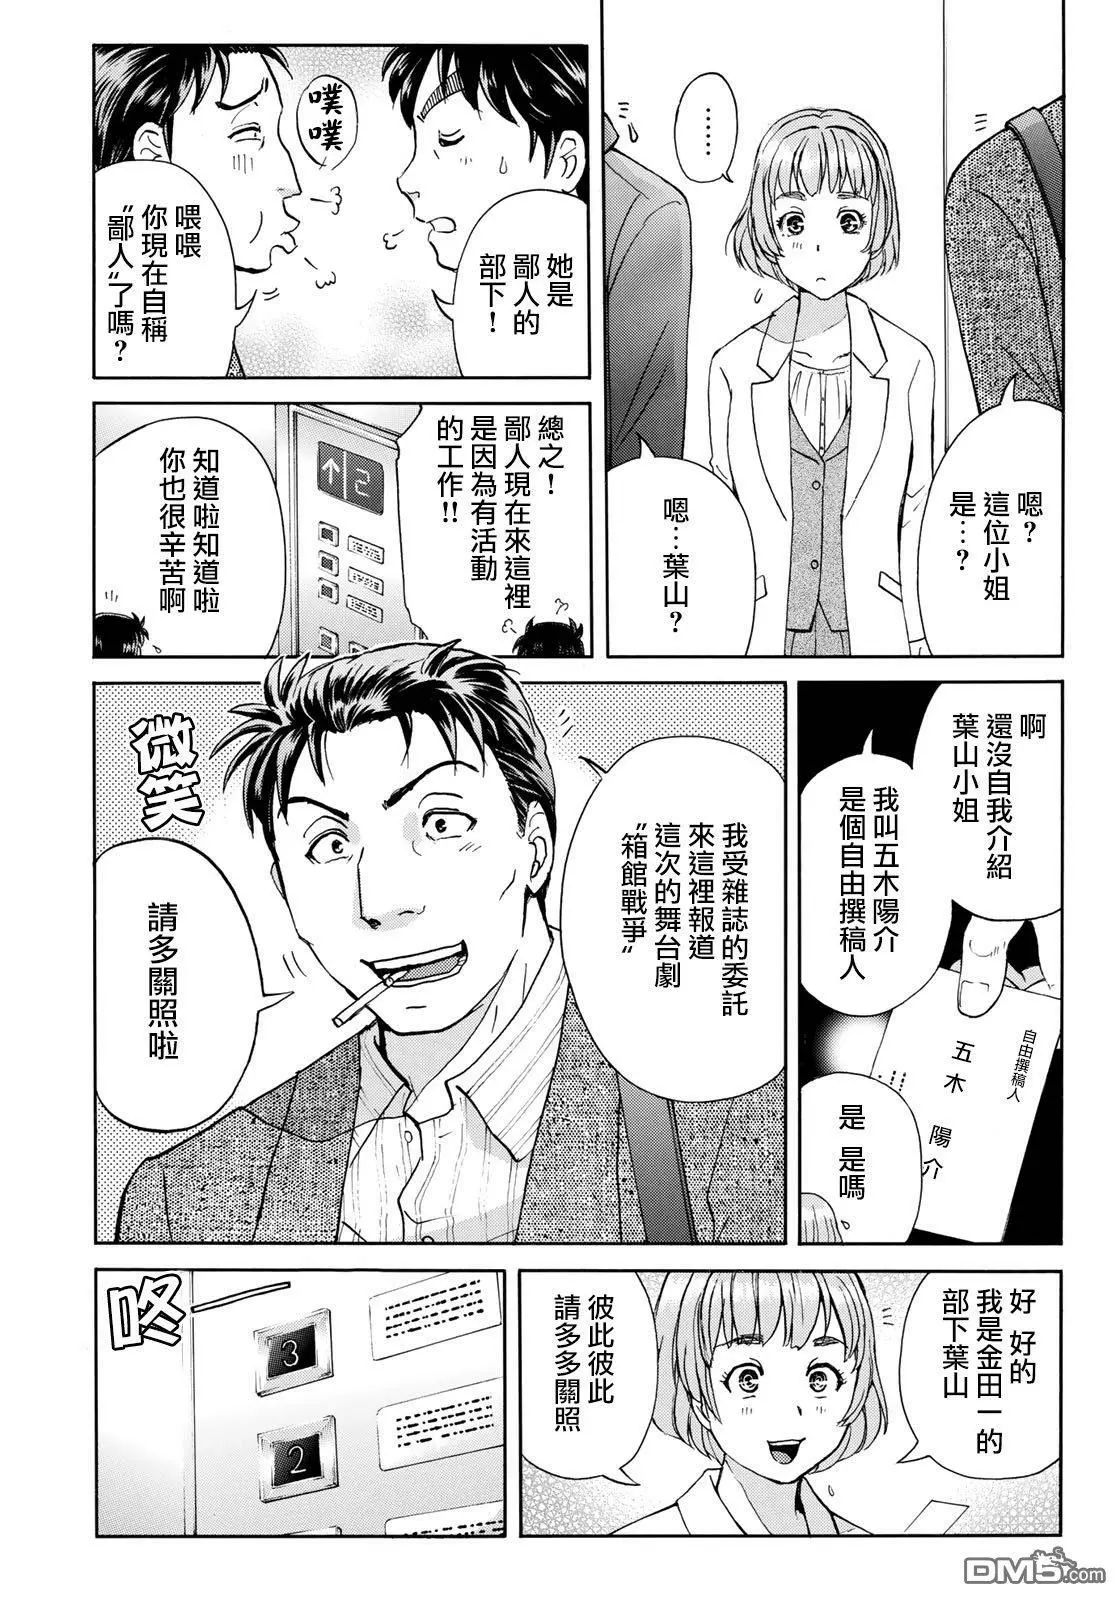 ……
嗯？
這位小姐
是…？
嗯…葉山？
她是
鄙人的
部下！
噗
噗
喂喂
你現在自稱
“鄙人”了嗎？
總之！
鄙人現在來這裡
是因為有活動
的工作!!
知道啦知道啦
你也很辛苦啊
2
啊
還沒自我介紹
葉山小姐
我叫五木陽介
是個自由撰稿人
自由撰稿人
五木 陽介
是 是嗎
我受雜誌的委託
來這裡報道
這次的舞台劇
“箱館戰爭”
微笑
請多關照啦
好 好的
我是金田一的
部下葉山
彼此彼此
請多多關照
咚
3
2
DM5.com